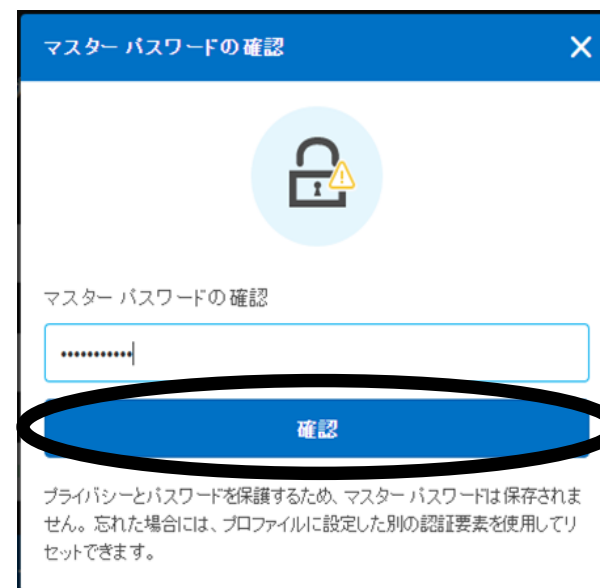 マスター パスワードの確認
マスター パスワードの確認
•••••••••••
確認
プライバシーとパスワードを保護するため、マスター パスワードは保存されま
せん。忘れた場合には、プロファイルに設定した別の認証要素を使用してリ
セットできます。